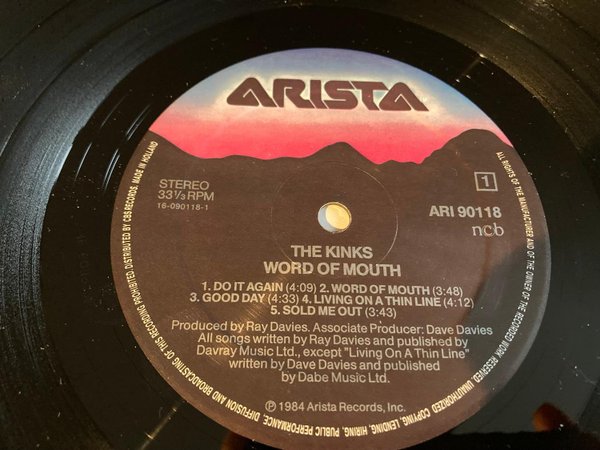 ARISTA
STEREO
33⅓ RPM
16-090118-1
1
ARI 90118
ncb
THE KINKS
WORD OF MOUTH
1. DO IT AGAIN (4:09) 2. WORD OF MOUTH (3:48)
3. GOOD DAY (4:33) 4. LIVING ON A THIN LINE (4:12)
5. SOLD ME OUT (3:43)
Produced by Ray Davies. Associate Producer: Dave Davies
All songs written by Ray Davies and published by
Davray Music Ltd., except "Living On A Thin Line"
written by Dave Davies and published
by Dabe Music Ltd.
℗ 1984 Arista Records, Inc.
ALL RIGHTS OF THE MANUFACTURER AND OF THE OWNER OF THE RECORDED WORK RESERVED UNAUTHORIZED COPYING, LENDING, HIRING, PUBLIC PERFORMANCE, DIFFUSION AND BROADCASTING OF THIS RECORDING PROHIBITED. DISTRIBUTED BY CBS RECORDS. MADE IN HOLLAND